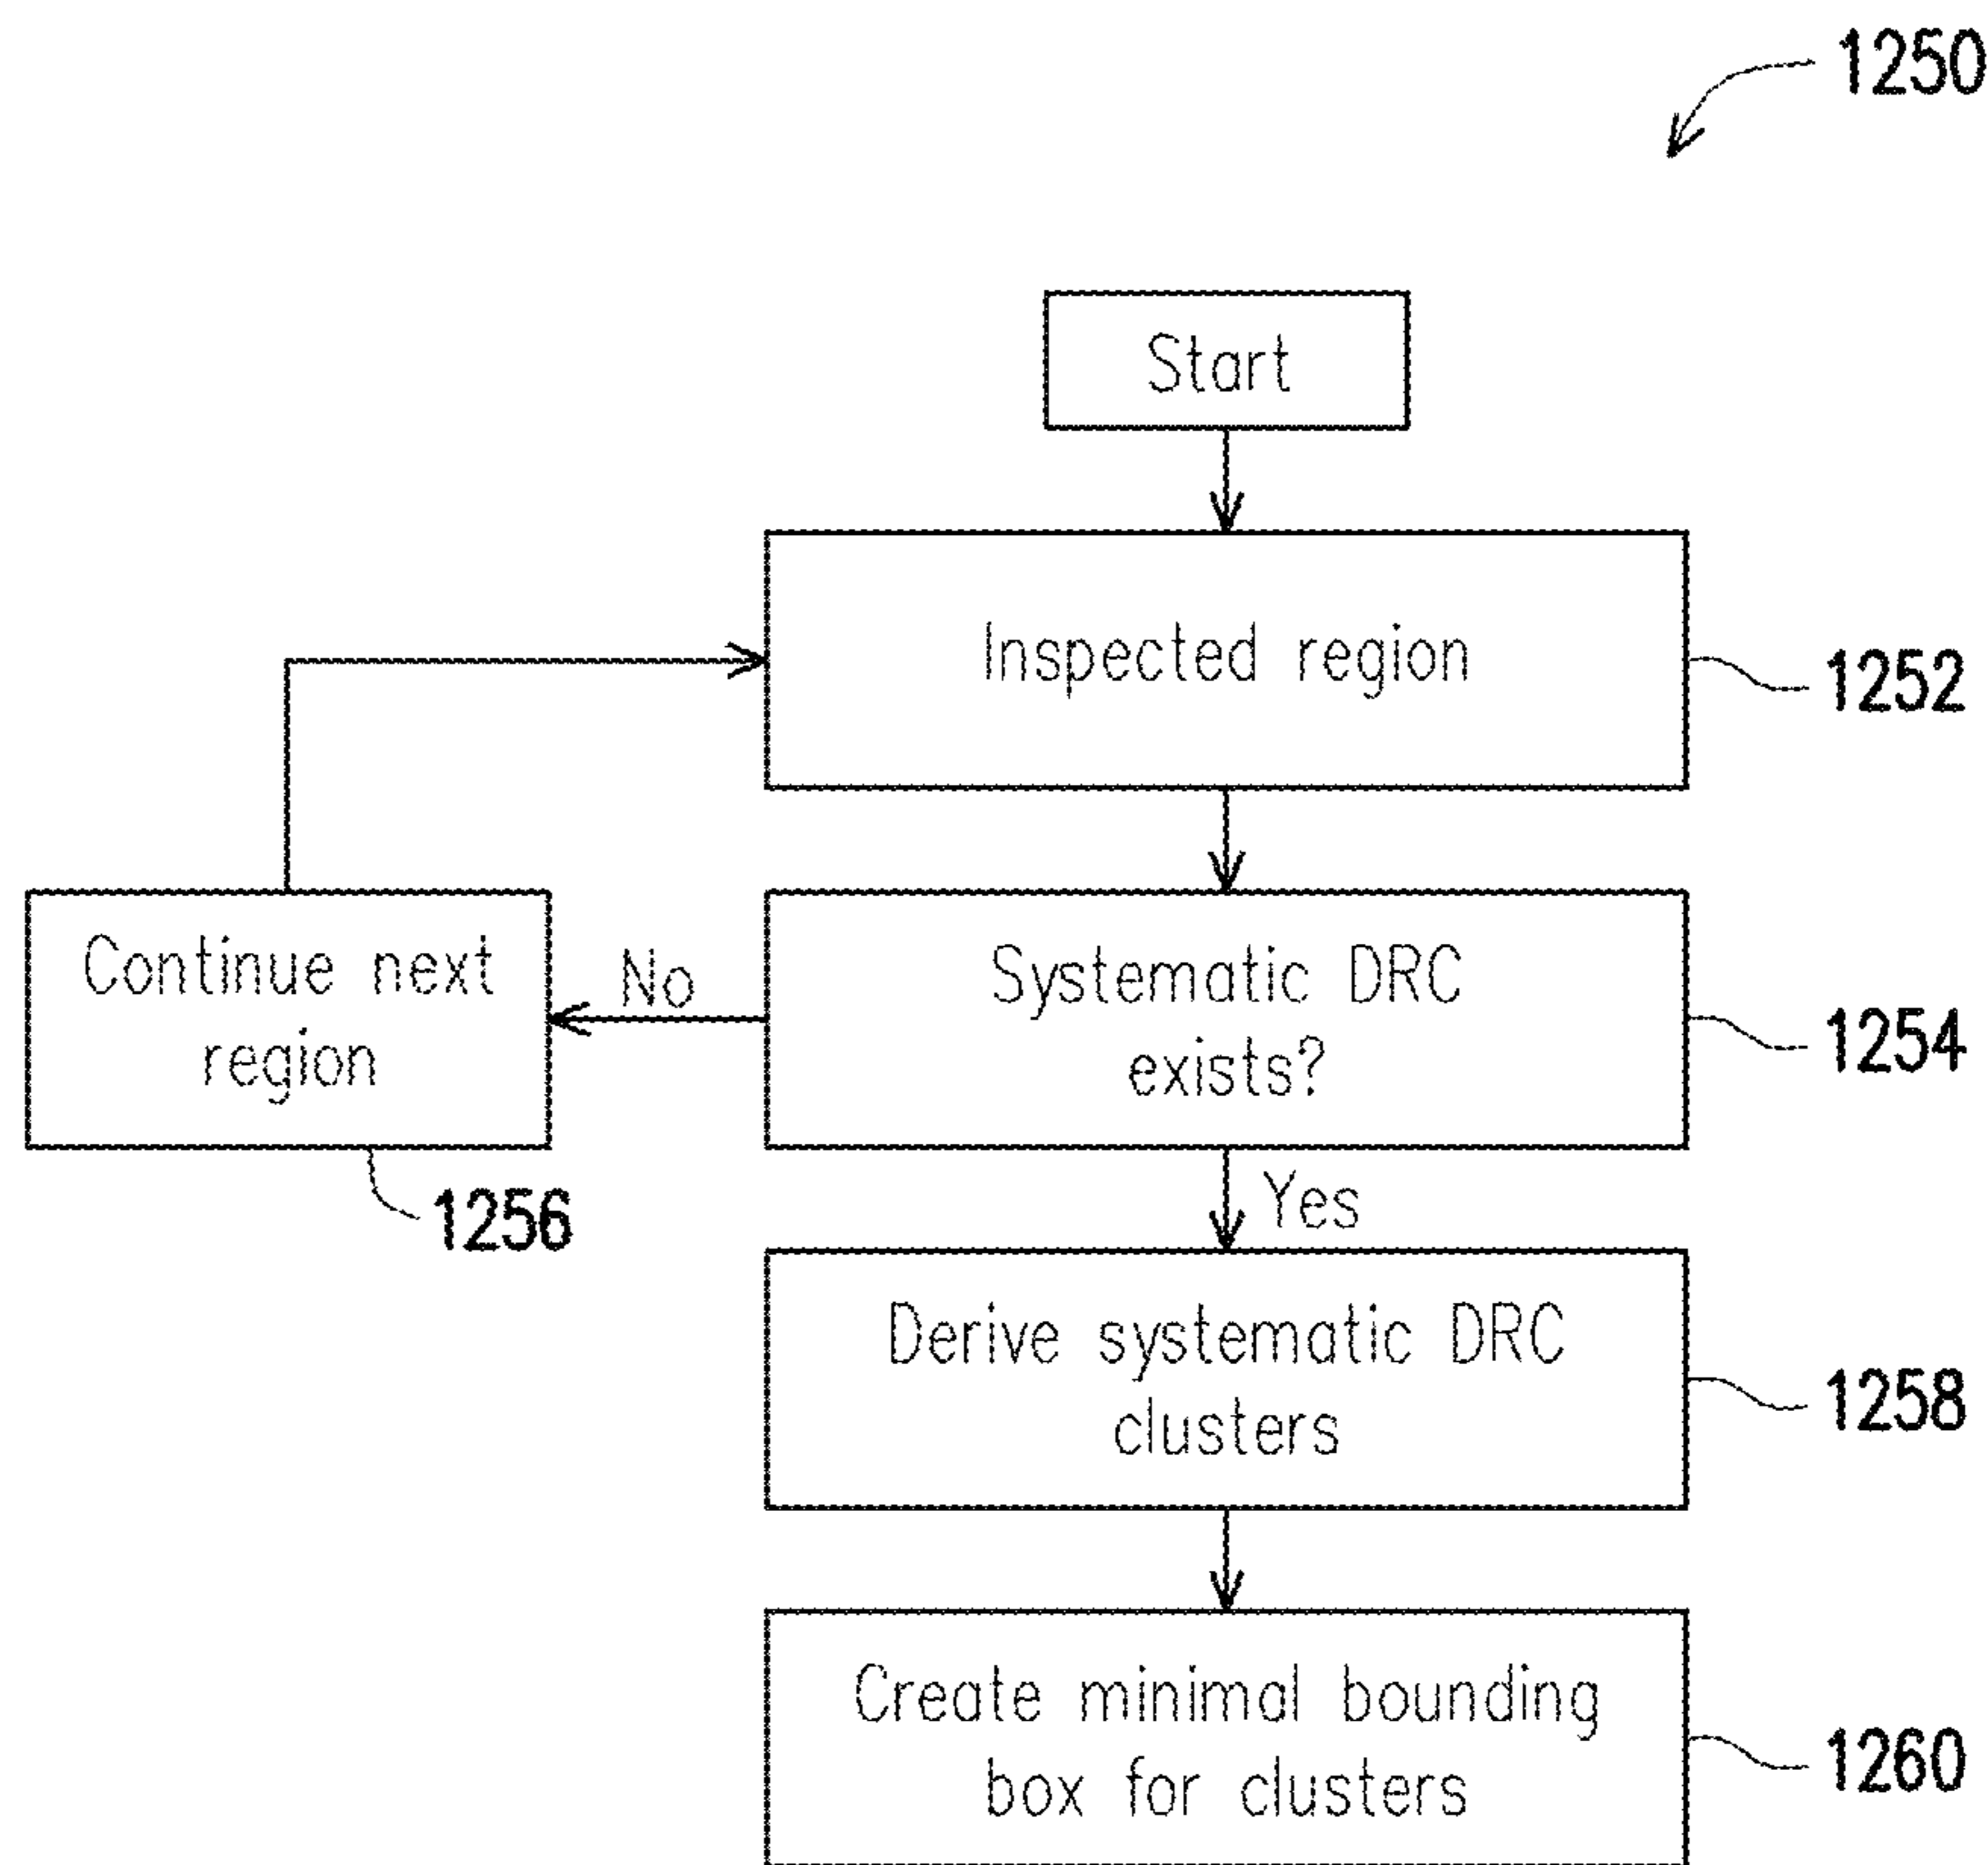 1250
Start
Inspected region
1252
Continue next
region
1256
No
Systematic DRC
exists?
1254
Yes
Derive systematic DRC
clusters
1258
Create minimal bounding
box for clusters
1260